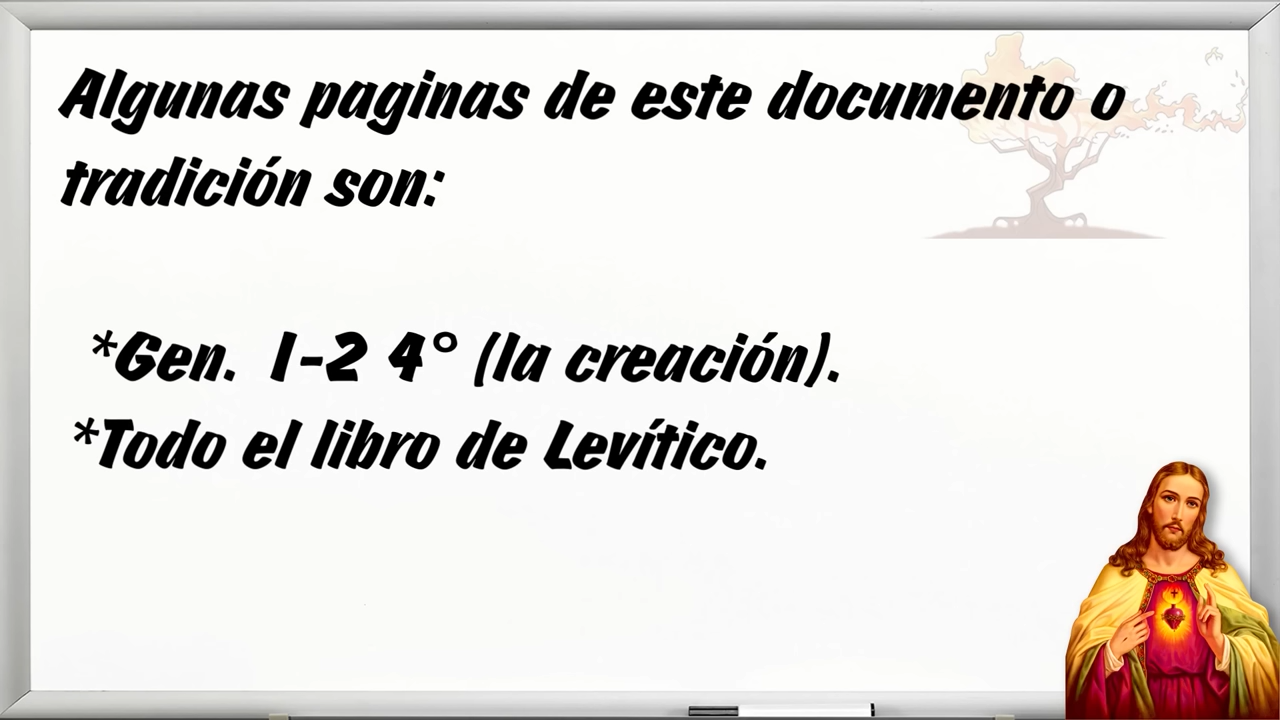 Algunas paginas de este documento o
tradición son:
*Gen. 1-2 4° (la creación).
*Todo el libro de Levítico.